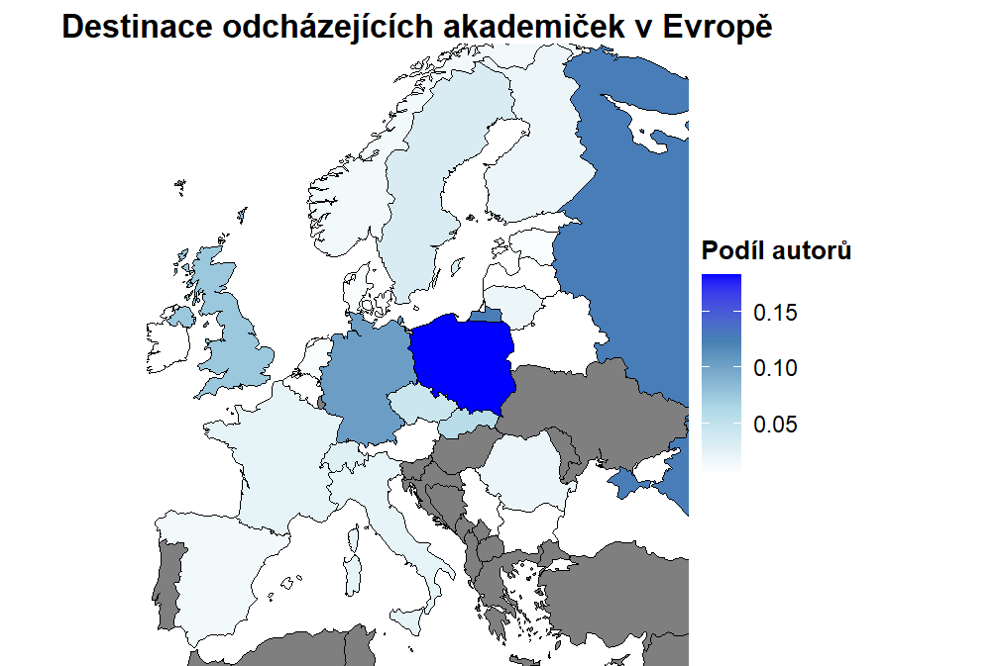 Destinace odcházejících akademiček v Evropě
Podíl autorů
0.15
0.10
0.05